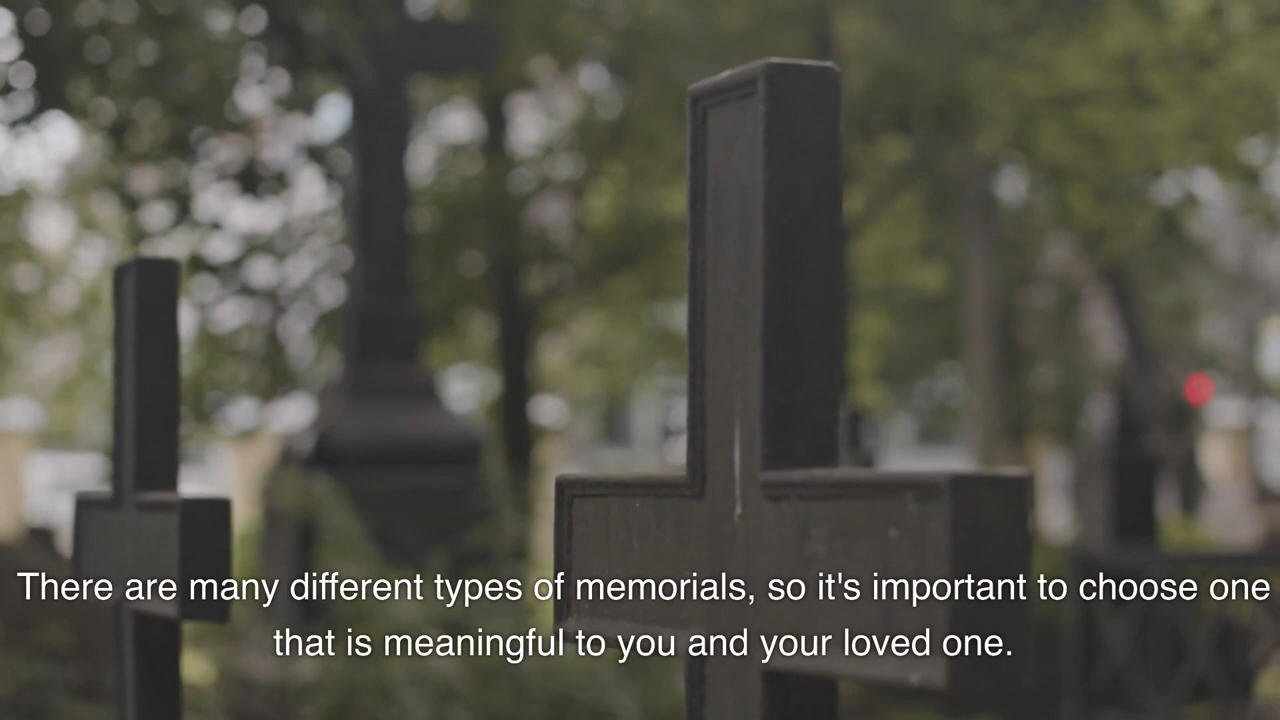 There are many different types of memorials, so it's important to choose one
that is meaningful to you and your loved one.